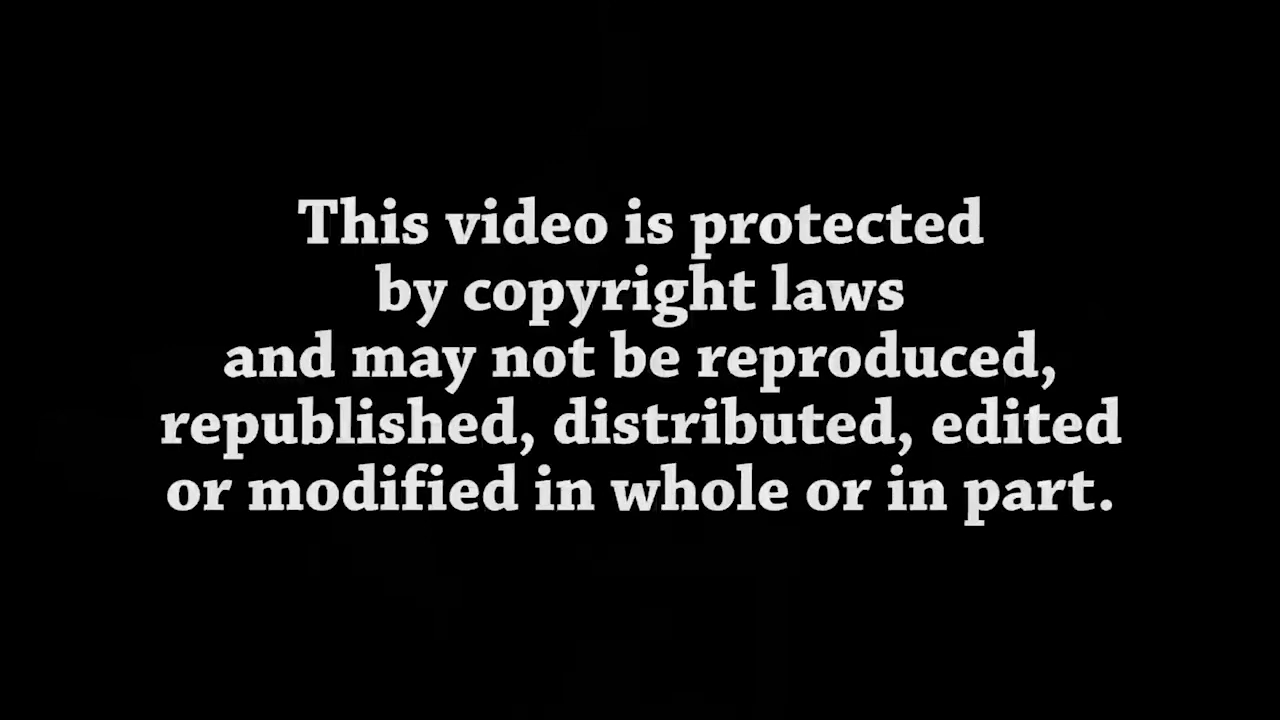 This video is protected
by copyright laws
and may not be reproduced,
republished, distributed, edited
or modified in whole or in part.